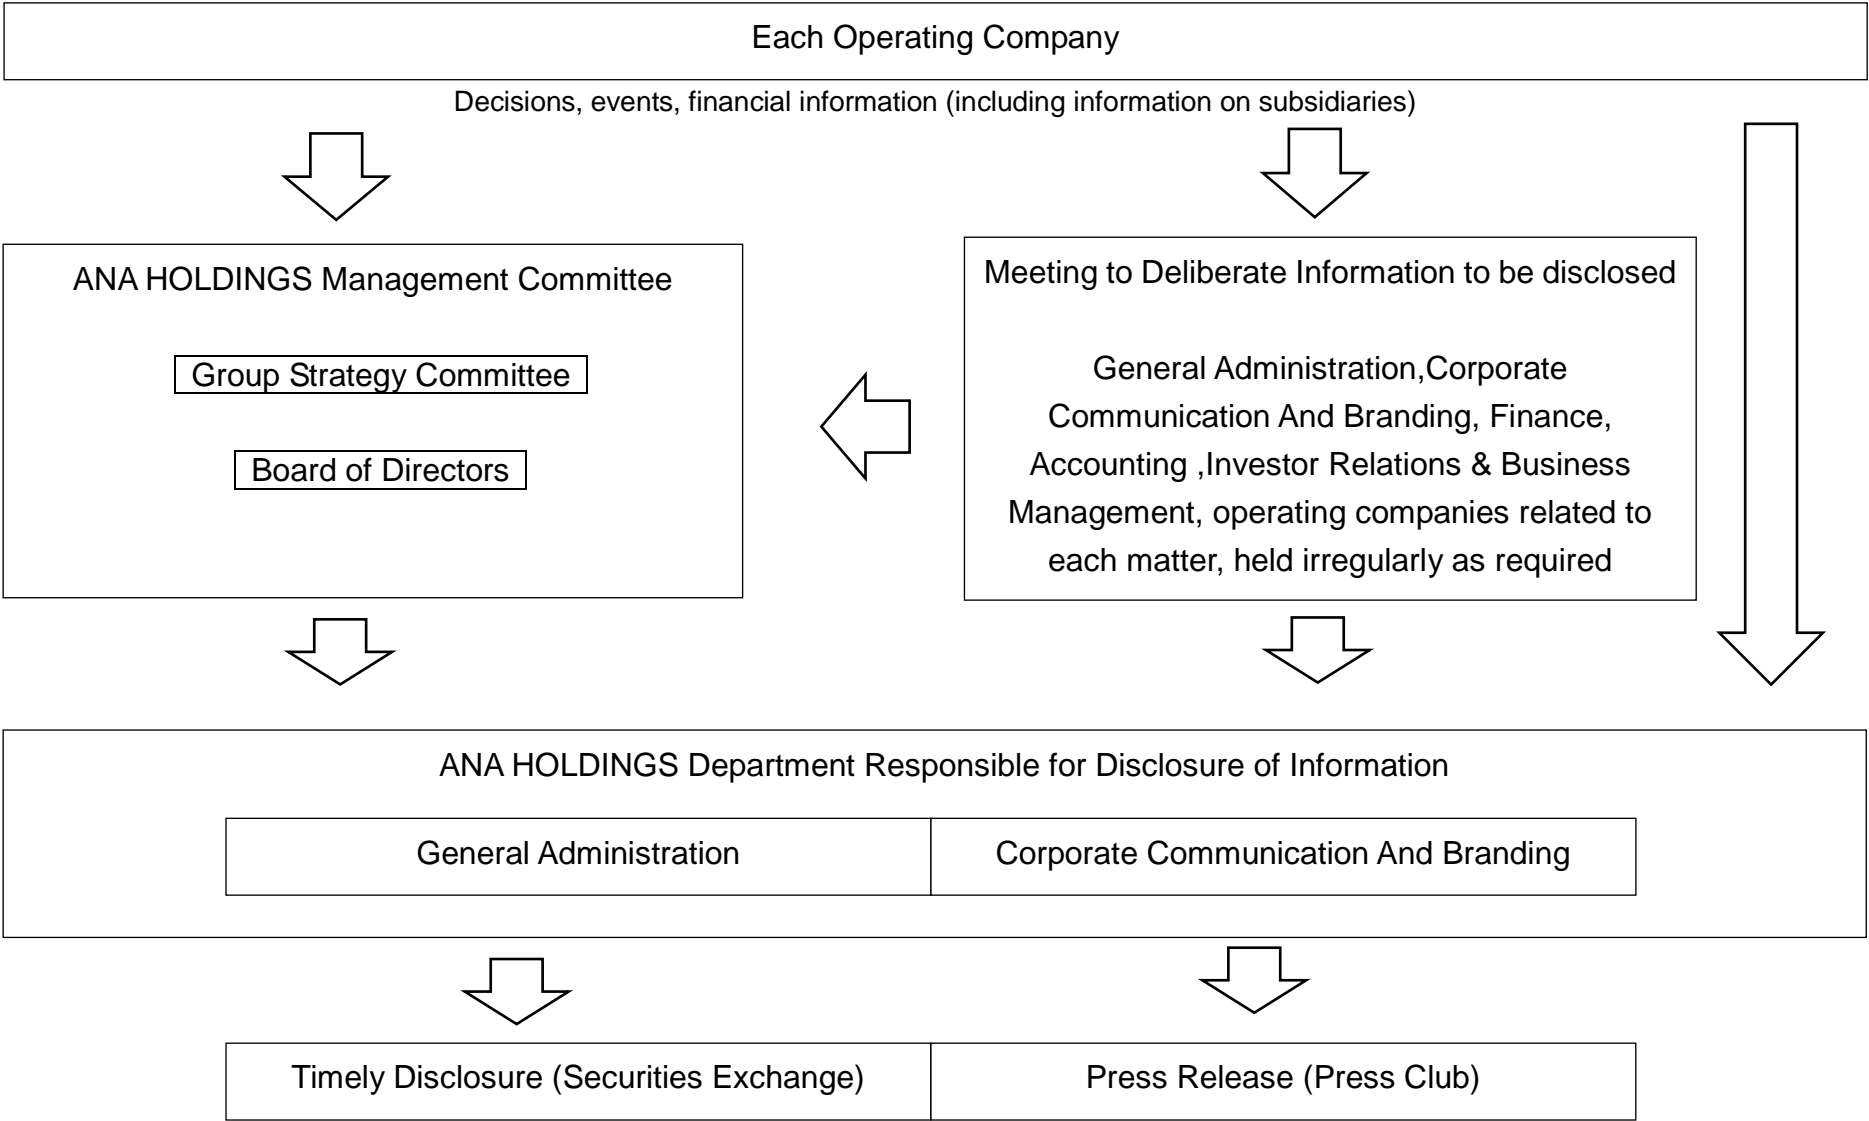 Each Operating Company
Decisions, events, financial information (including information on subsidiaries)
ANA HOLDINGS Management Committee
Group Strategy Committee
Board of Directors
Meeting to Deliberate Information to be disclosed
General Administration,Corporate
Communication And Branding, Finance,
Accounting ,Investor Relations & Business
Management, operating companies related to
each matter, held irregularly as required
ANA HOLDINGS Department Responsible for Disclosure of Information
General Administration
Corporate Communication And Branding
Timely Disclosure (Securities Exchange)
Press Release (Press Club)